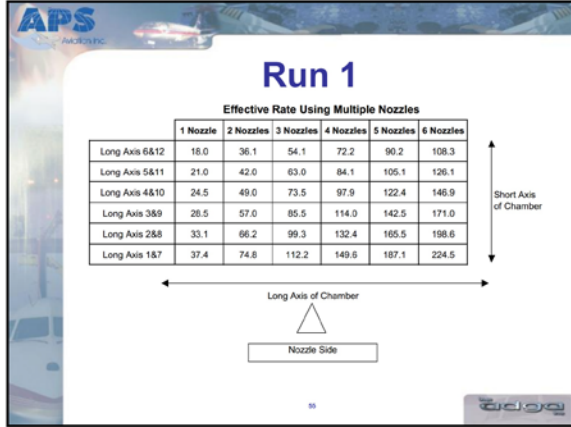 APS
Aviation Inc.
Run 1
Effective Rate Using Multiple Nozzles
1 Nozzle 2 Nozzles 3 Nozzles 4 Nozzles 5 Nozzles 6 Nozzles
Long Axis 6&12 18.0 36.1 54.1 72.2 90.2 108.3
Long Axis 5&11 21.0 42.0 63.0 84.1 105.1 126.1
Long Axis 4&10 24.5 49.0 73.5 97.9 122.4 146.9
Long Axis 3&9 28.5 57.0 85.5 114.0 142.5 171.0
Long Axis 2&8 33.1 66.2 99.3 132.4 165.5 198.6
Long Axis 1&7 37.4 74.8 112.2 149.6 187.1 224.5
Short Axis
of Chamber
Long Axis of Chamber
Nozzle Side